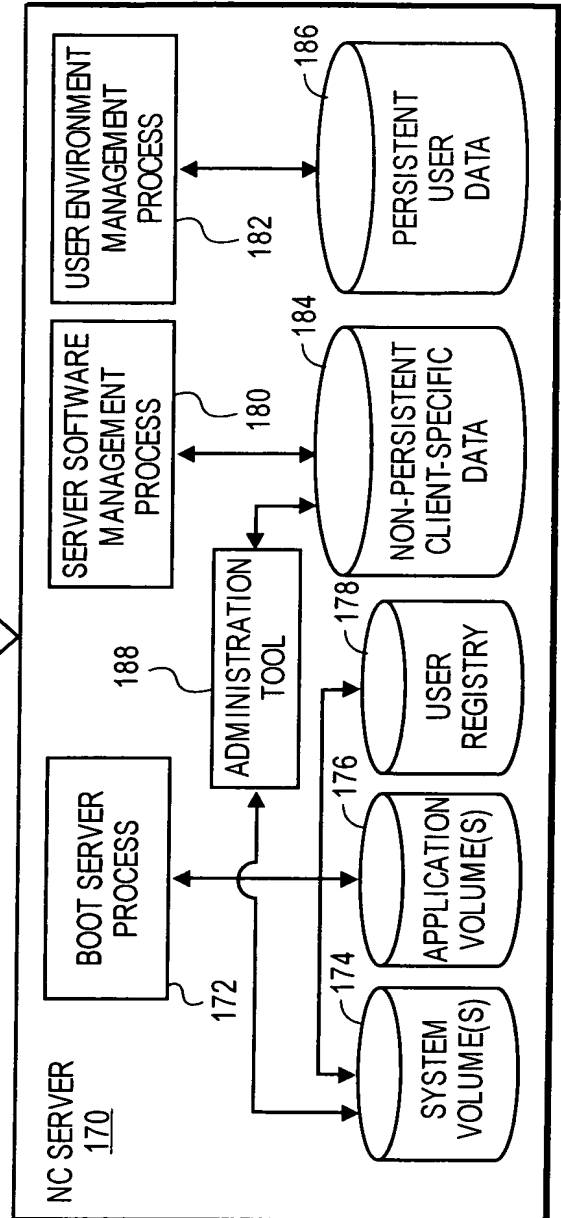 NC SERVER
170
BOOT SERVER
PROCESS
172
SERVER SOFTWARE
MANAGEMENT
PROCESS
180
USER ENVIRONMENT
MANAGEMENT
PROCESS
182
188
ADMINISTRATION
TOOL
174
SYSTEM
VOLUME(S)
176
APPLICATION
VOLUME(S)
178
USER
REGISTRY
184
NON-PERSISTENT
CLIENT-SPECIFIC
DATA
186
PERSISTENT
USER
DATA